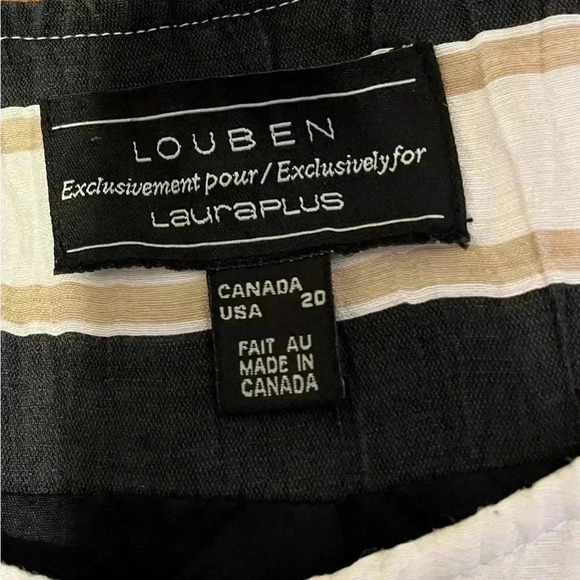 LOUBEN
Exclusivement pour / Exclusively for
LauraPLUS
CANADA
USA 20
FAIT AU
MADE IN
CANADA